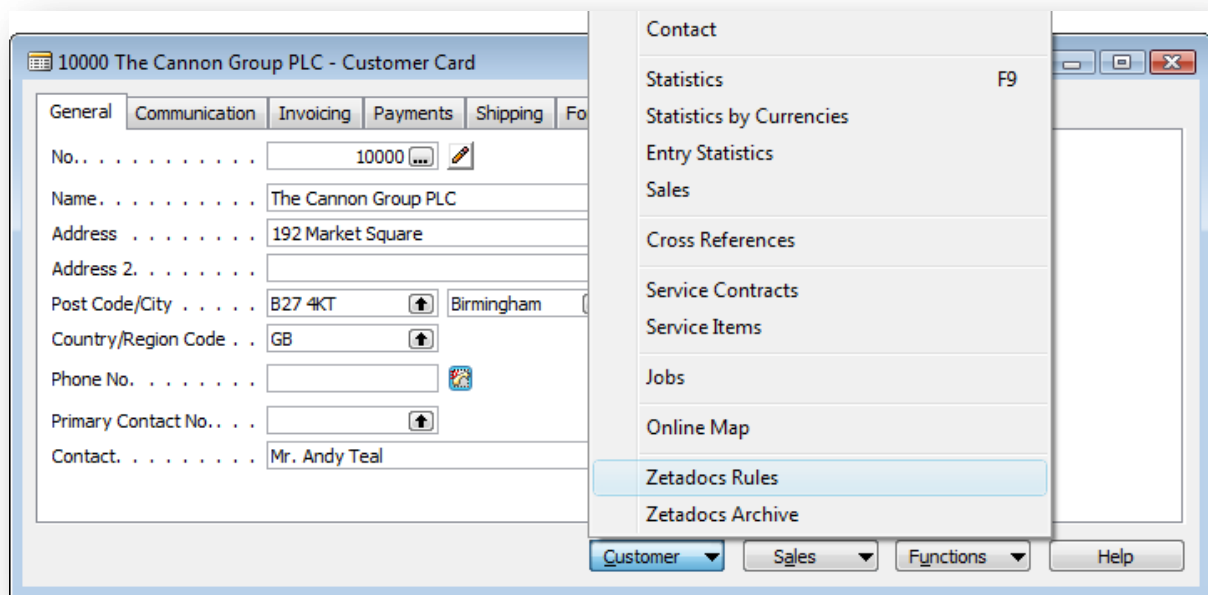 Contact
10000 The Cannon Group PLC - Customer Card
Statistics F9
General Communication Invoicing Payments Shipping Fo
Statistics by Currencies
No.. . . . . . . . . . . 10000 ...
Entry Statistics
Name. . . . . . . . . . The Cannon Group PLC
Sales
Address . . . . . . . . 192 Market Square
Cross References
Address 2. . . . . . . .
Post Code/City . . . . . B27 4KT Birmingham
Service Contracts
Country/Region Code . . GB
Service Items
Phone No. . . . . . . .
Jobs
Primary Contact No.. . .
Online Map
Contact. . . . . . . . . Mr. Andy Teal
Zetadocs Rules
Zetadocs Archive
Customer Sales Functions Help